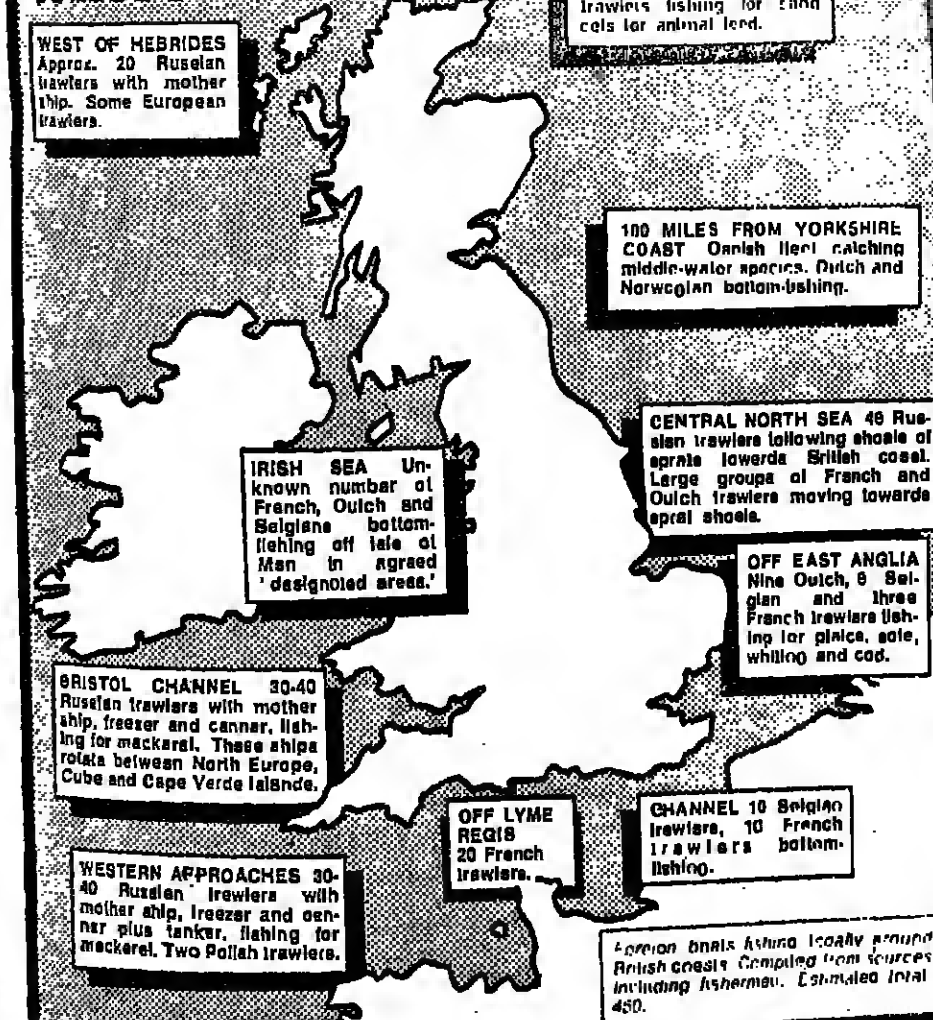 trawlers fishing for sand
eels for animal feed.
WEST OF HEBRIDES
Approx. 20 Russian
trawlers with mother
ship. Some European
trawlers.
100 MILES FROM YORKSHIRE
COAST Danish fleet catching
middle-water species. Dutch and
Norwegian bottom-fishing.
CENTRAL NORTH SEA 46 Rus-
sian trawlers following shoals of
sprats towards British coast.
Large groups of French and
Dutch trawlers moving towards
sprat shoals.
IRISH SEA Un-
known number of
French, Dutch and
Belgians bottom-
fishing off Isle of
Man in agreed
'designated areas.'
OFF EAST ANGLIA
Nine Dutch, 9 Bel-
gian and three
French trawlers fish-
ing for plaice, sole,
whiting and cod.
BRISTOL CHANNEL 30-40
Russian trawlers with mother
ship, freezer and canner, fish-
ing for mackerel. These ships
rotate between North Europe,
Cuba and Cape Verde Islands.
OFF LYME
REGIS
20 French
trawlers.
CHANNEL 10 Belgian
trawlers, 10 French
trawlers bottom-
fishing.
WESTERN APPROACHES 30-
40 Russian trawlers with
mother ship, freezer and can-
ner plus tanker, fishing for
mackerel. Two Polish trawlers.
Foreign boats fishing legally around
British coasts. Compiled from sources
including fishermen. Estimated total
450.